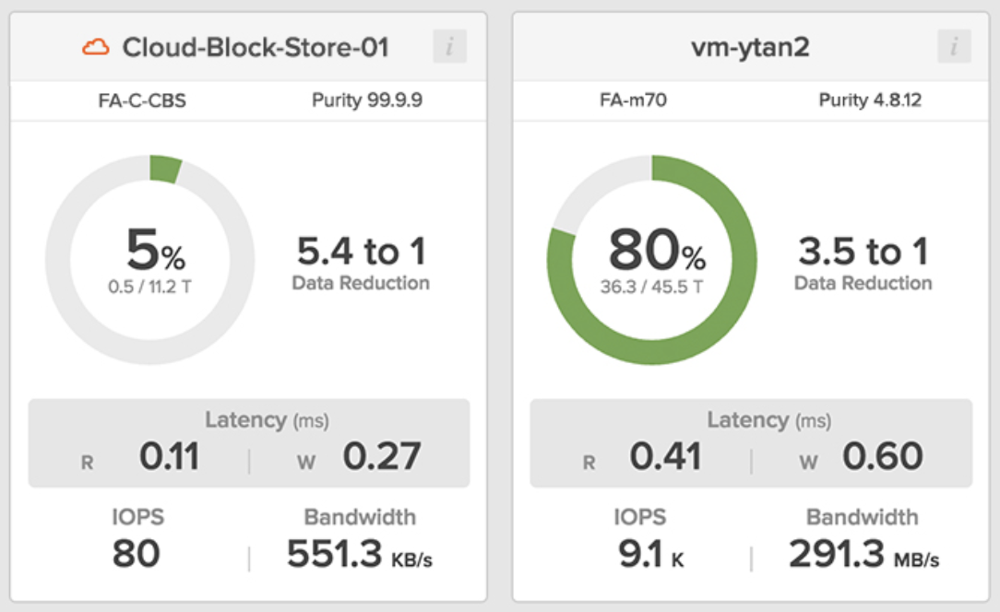 Cloud-Block-Store-01 i
FA-C-CBS Purity 99.9.9
5%
0.5 / 11.2 T
5.4 to 1
Data Reduction
Latency (ms)
R 0.11 W 0.27
IOPS Bandwidth
80 551.3 KB/s
vm-ytan2 i
FA-m70 Purity 4.8.12
80%
36.3 / 45.5 T
3.5 to 1
Data Reduction
Latency (ms)
R 0.41 W 0.60
IOPS Bandwidth
9.1 K 291.3 MB/s